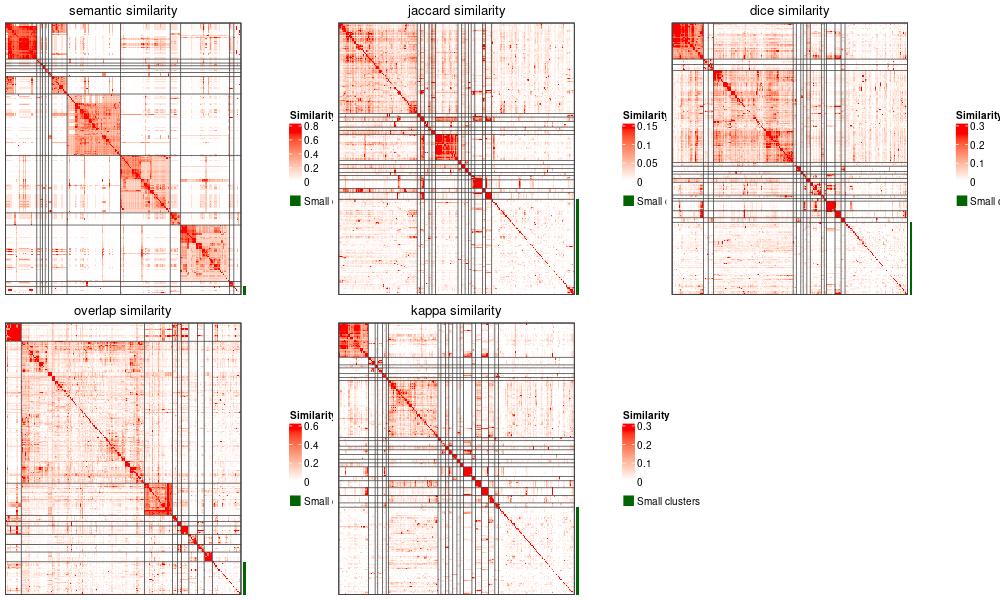 semantic similarity
Similarity
0.8
0.6
0.4
0.2
0
Small
jaccard similarity
Similarity
0.15
0.1
0.05
0
Small
dice similarity
Similarity
0.3
0.2
0.1
0
Small
overlap similarity
Similarity
0.6
0.4
0.2
0
Small
kappa similarity
Similarity
0.3
0.2
0.1
0
Small clusters